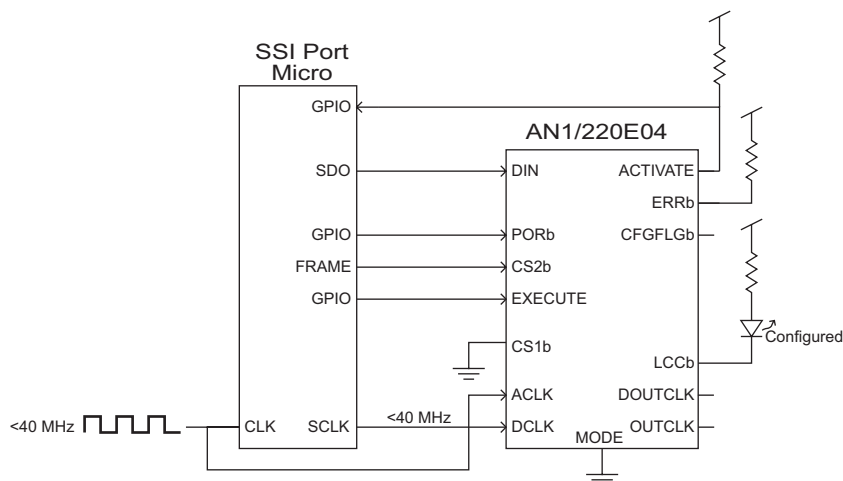 SSI Port
Micro
GPIO
AN1/220E04
SDO
DIN
ACTIVATE
ERRb
GPIO
PORb
CFGFLGb
FRAME
CS2b
GPIO
EXECUTE
Configured
CS1b
LCCb
ACLK
DOUTCLK
<40 MHz
CLK
SCLK
<40 MHz
DCLK
OUTCLK
MODE